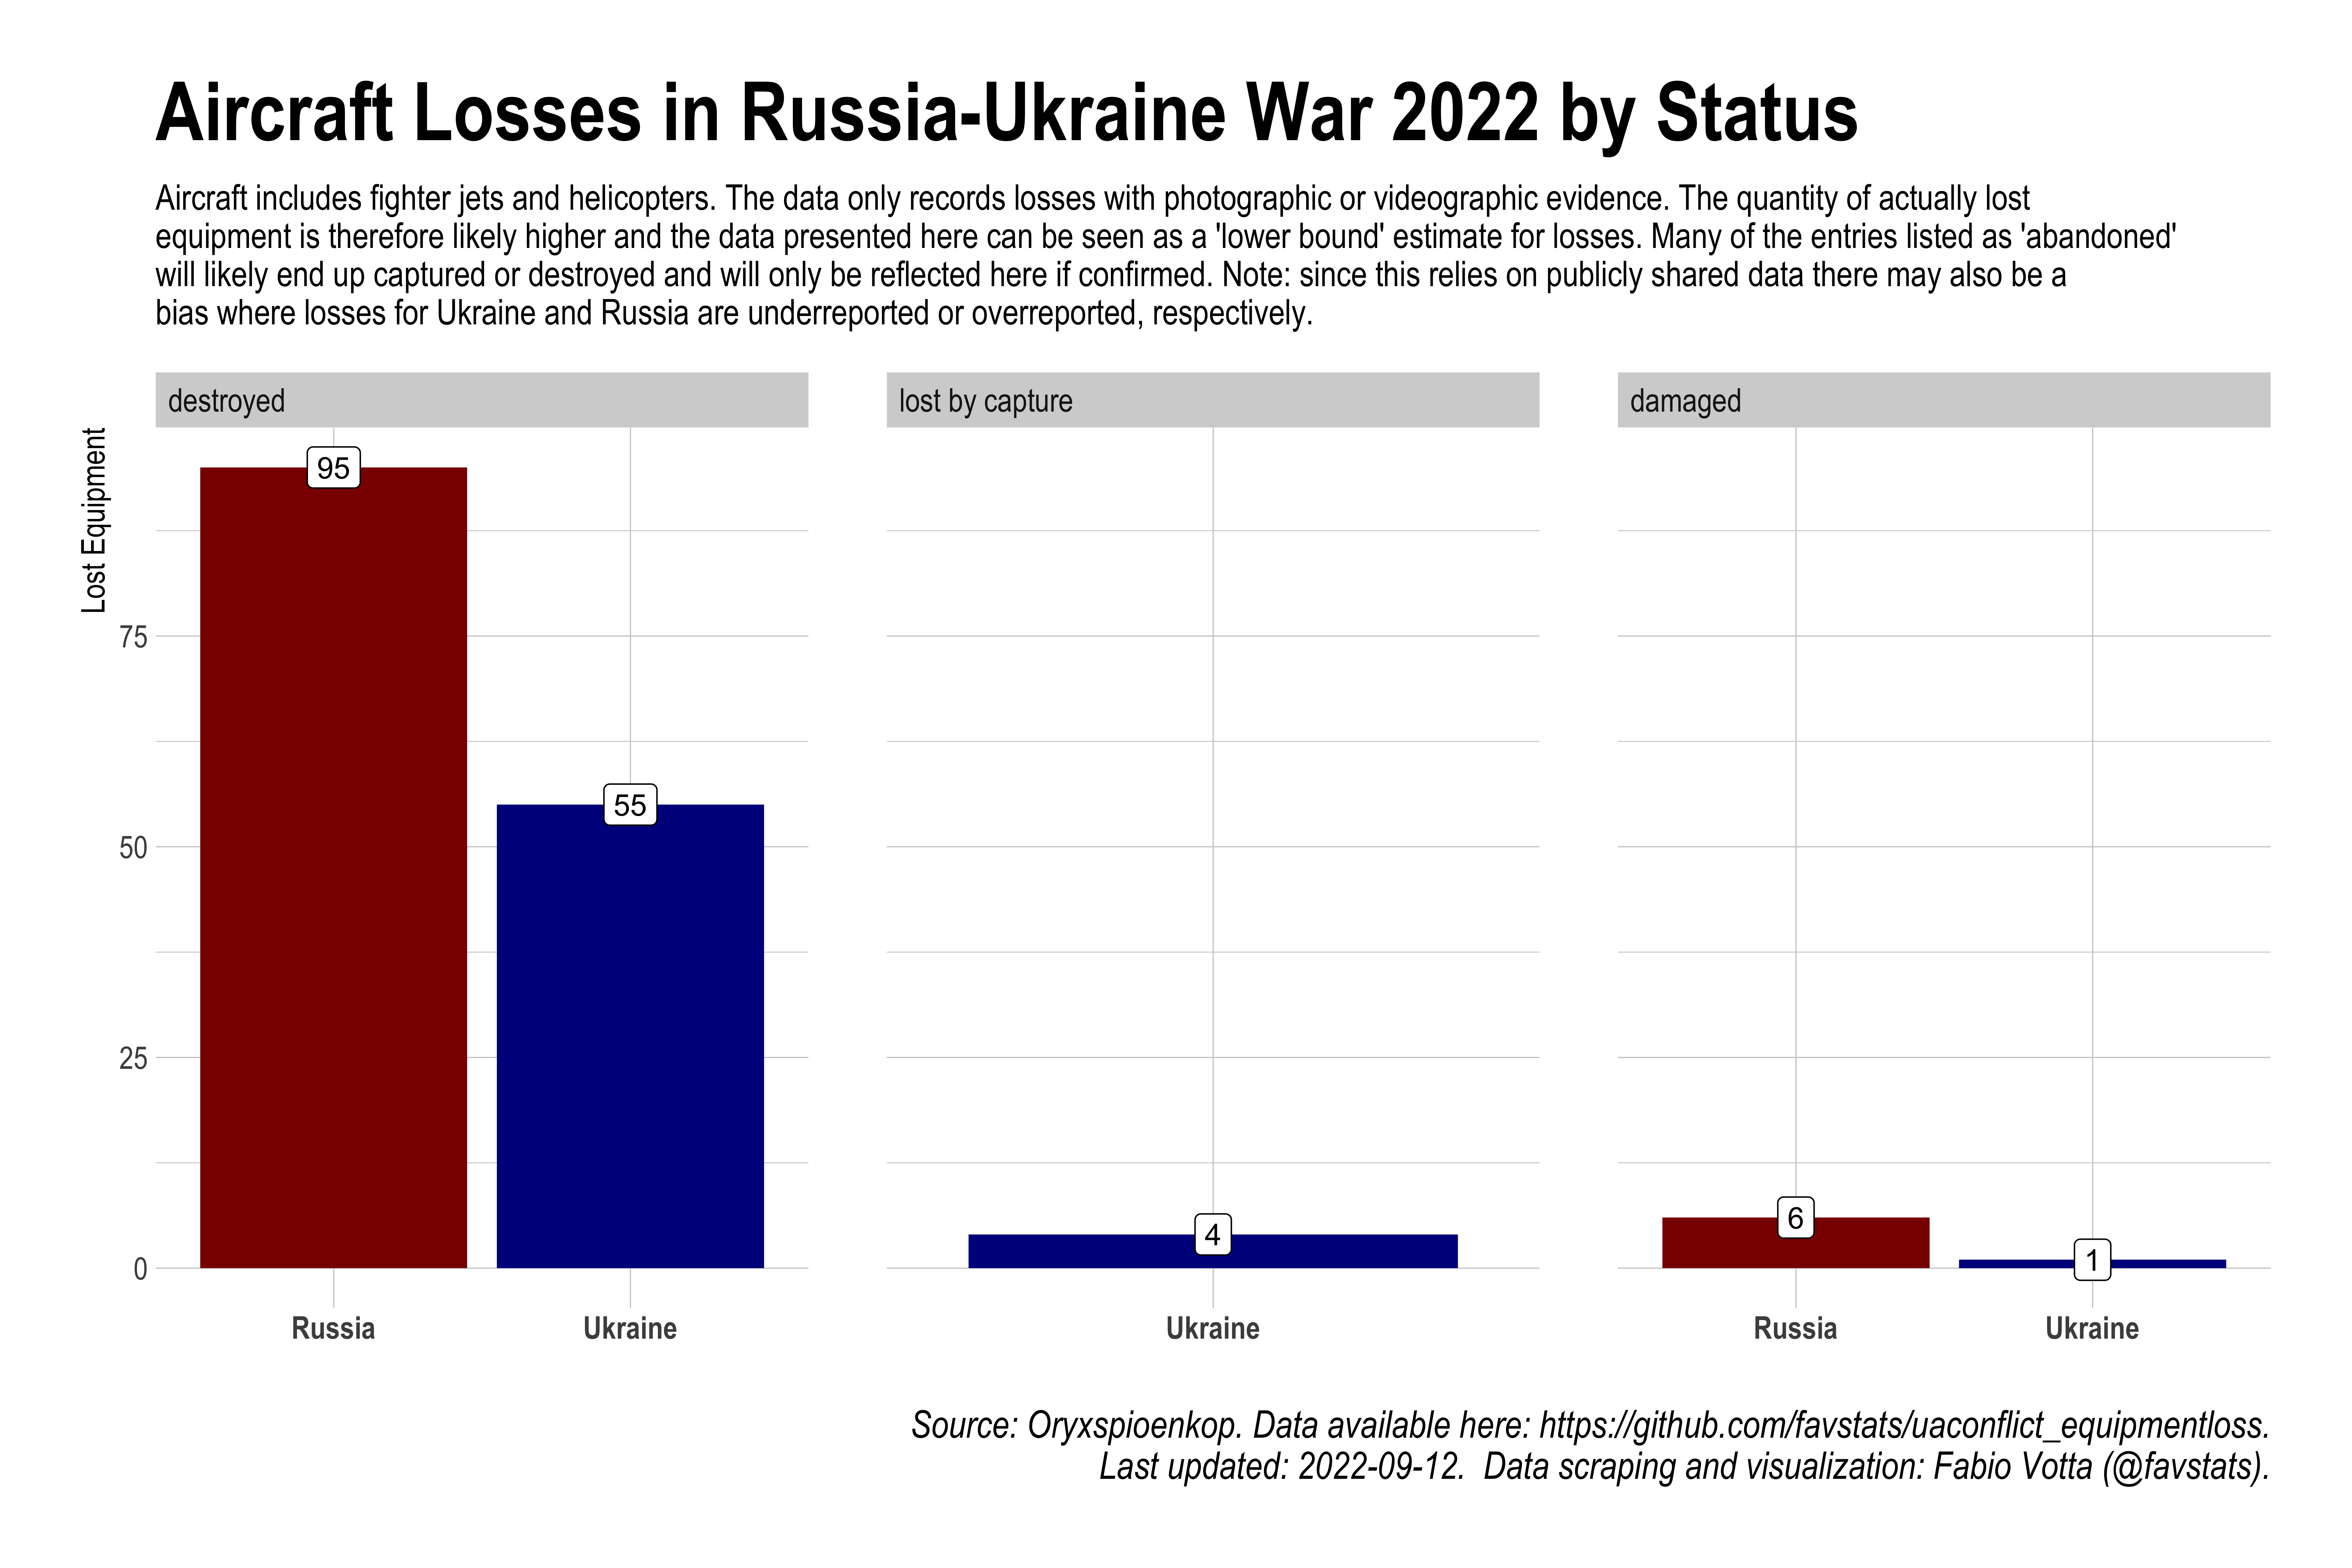 Aircraft Losses in Russia-Ukraine War 2022 by Status
Aircraft includes fighter jets and helicopters. The data only records losses with photographic or videographic evidence. The quantity of actually lost
equipment is therefore likely higher and the data presented here can be seen as a 'lower bound' estimate for losses. Many of the entries listed as 'abandoned'
will likely end up captured or destroyed and will only be reflected here if confirmed. Note: since this relies on publicly shared data there may also be a
bias where losses for Ukraine and Russia are underreported or overreported, respectively.
destroyed
lost by capture
damaged
Lost Equipment
75
50
25
0
95
55
4
6
1
Russia
Ukraine
Ukraine
Russia
Ukraine
Source: Oryxspioenkop. Data available here: https://github.com/favstats/uaconflict_equipmentloss.
Last updated: 2022-09-12.  Data scraping and visualization: Fabio Votta (@favstats).